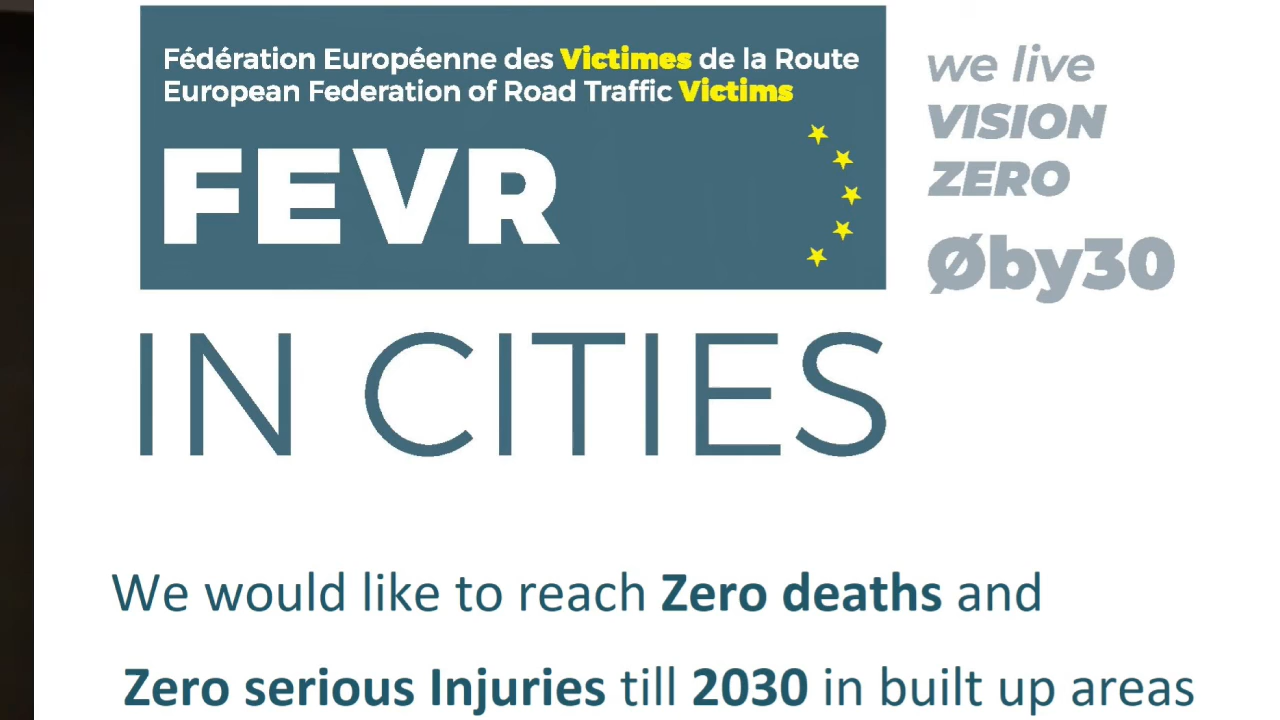 Fédération Européenne des Victimes de la Route
European Federation of Road Traffic Victims
FEVR
IN CITIES
we live
VISION
ZERO
Øby30
We would like to reach Zero deaths and
Zero serious Injuries till 2030 in built up areas